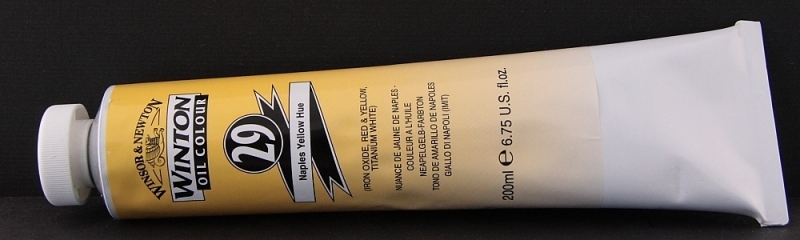 WINSOR & NEWTON
WINTON
OIL COLOUR
29
Naples Yellow Hue
(IRON OXIDE, RED & YELLOW,
TITANIUM WHITE)
NUANCE DE JAUNE DE NAPLES -
COULEUR A L'HUILE
NEAPELGELB-FARBTON
TONO DE AMARILLO DE NAPOLES
GIALLO DI NAPOLI (IMIT)
200ml e 6.75 U.S. fl.oz.